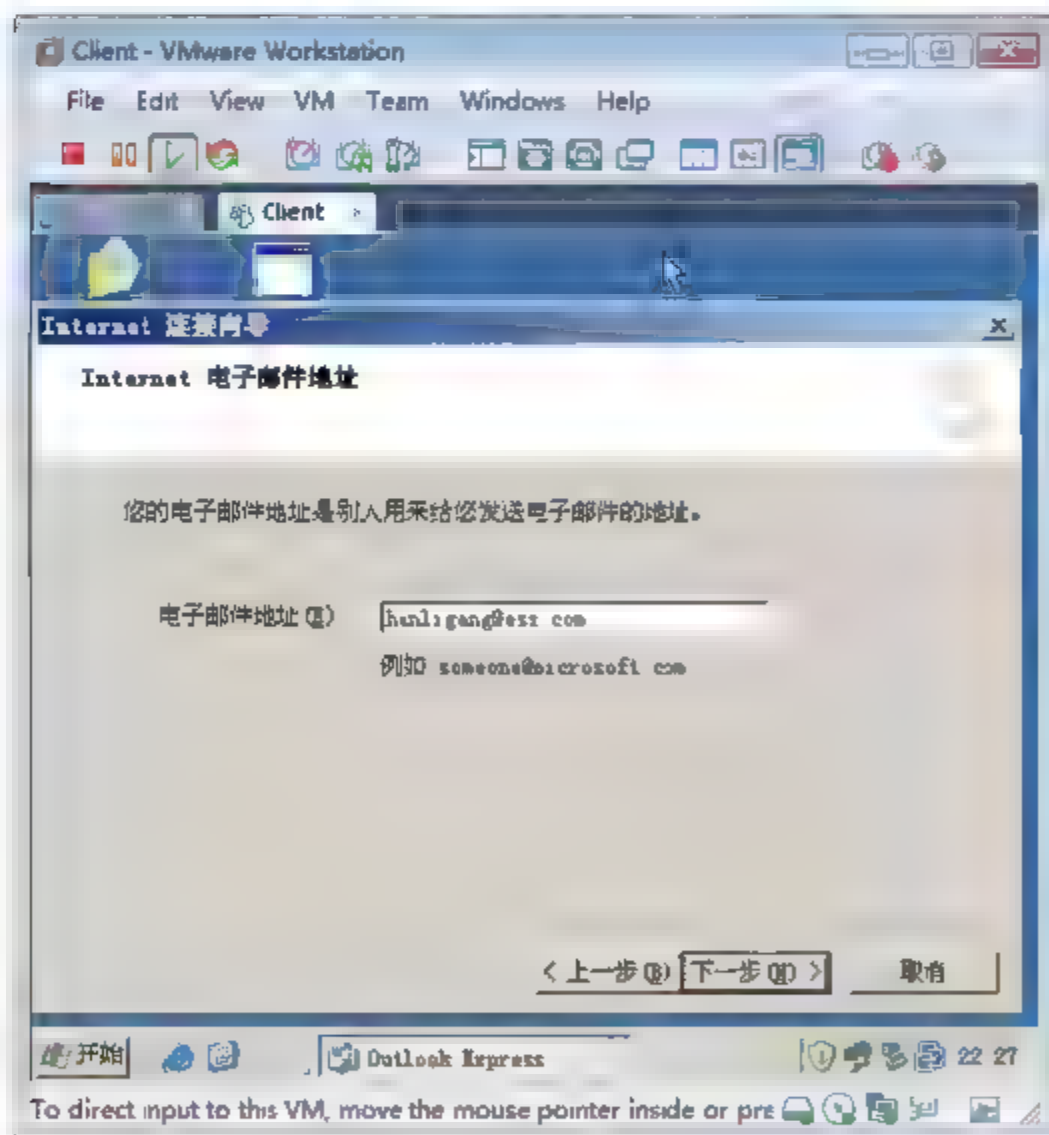 Client - VMware Workstation
File Edit View VM Team Windows Help
Client
Internet 连接向导
Internet 电子邮件地址
您的电子邮件地址是别人用来给您发送电子邮件的地址。
电子邮件地址(E)
例如 someone@microsoft.com
<上一步(B) 下一步(N)> 取消
开始 Outlook Express 22 27
To direct input to this VM, move the mouse pointer inside or pre